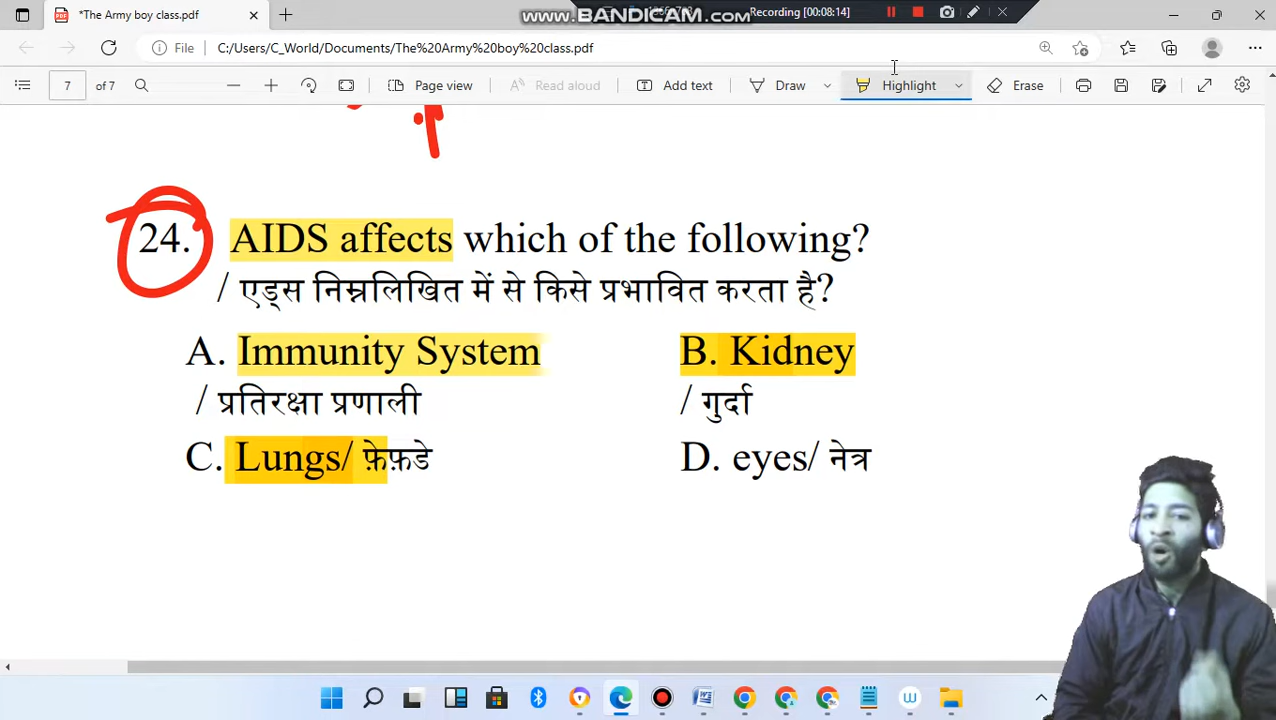 *The Army boy class.pdf
www.BANDICAM.com
Recording [00:08:14]
File C:/Users/C_World/Documents/The%20Army%20boy%20class.pdf
7 of 7
Page view
Read aloud
Add text
Draw
Highlight
Erase
24. AIDS affects which of the following?
/ एड्स निम्नलिखित में से किसे प्रभावित करता है?
A. Immunity System B. Kidney
/ प्रतिरक्षा प्रणाली / गुर्दा
C. Lungs/ फ़ेफ़डे D. eyes/ नेत्र